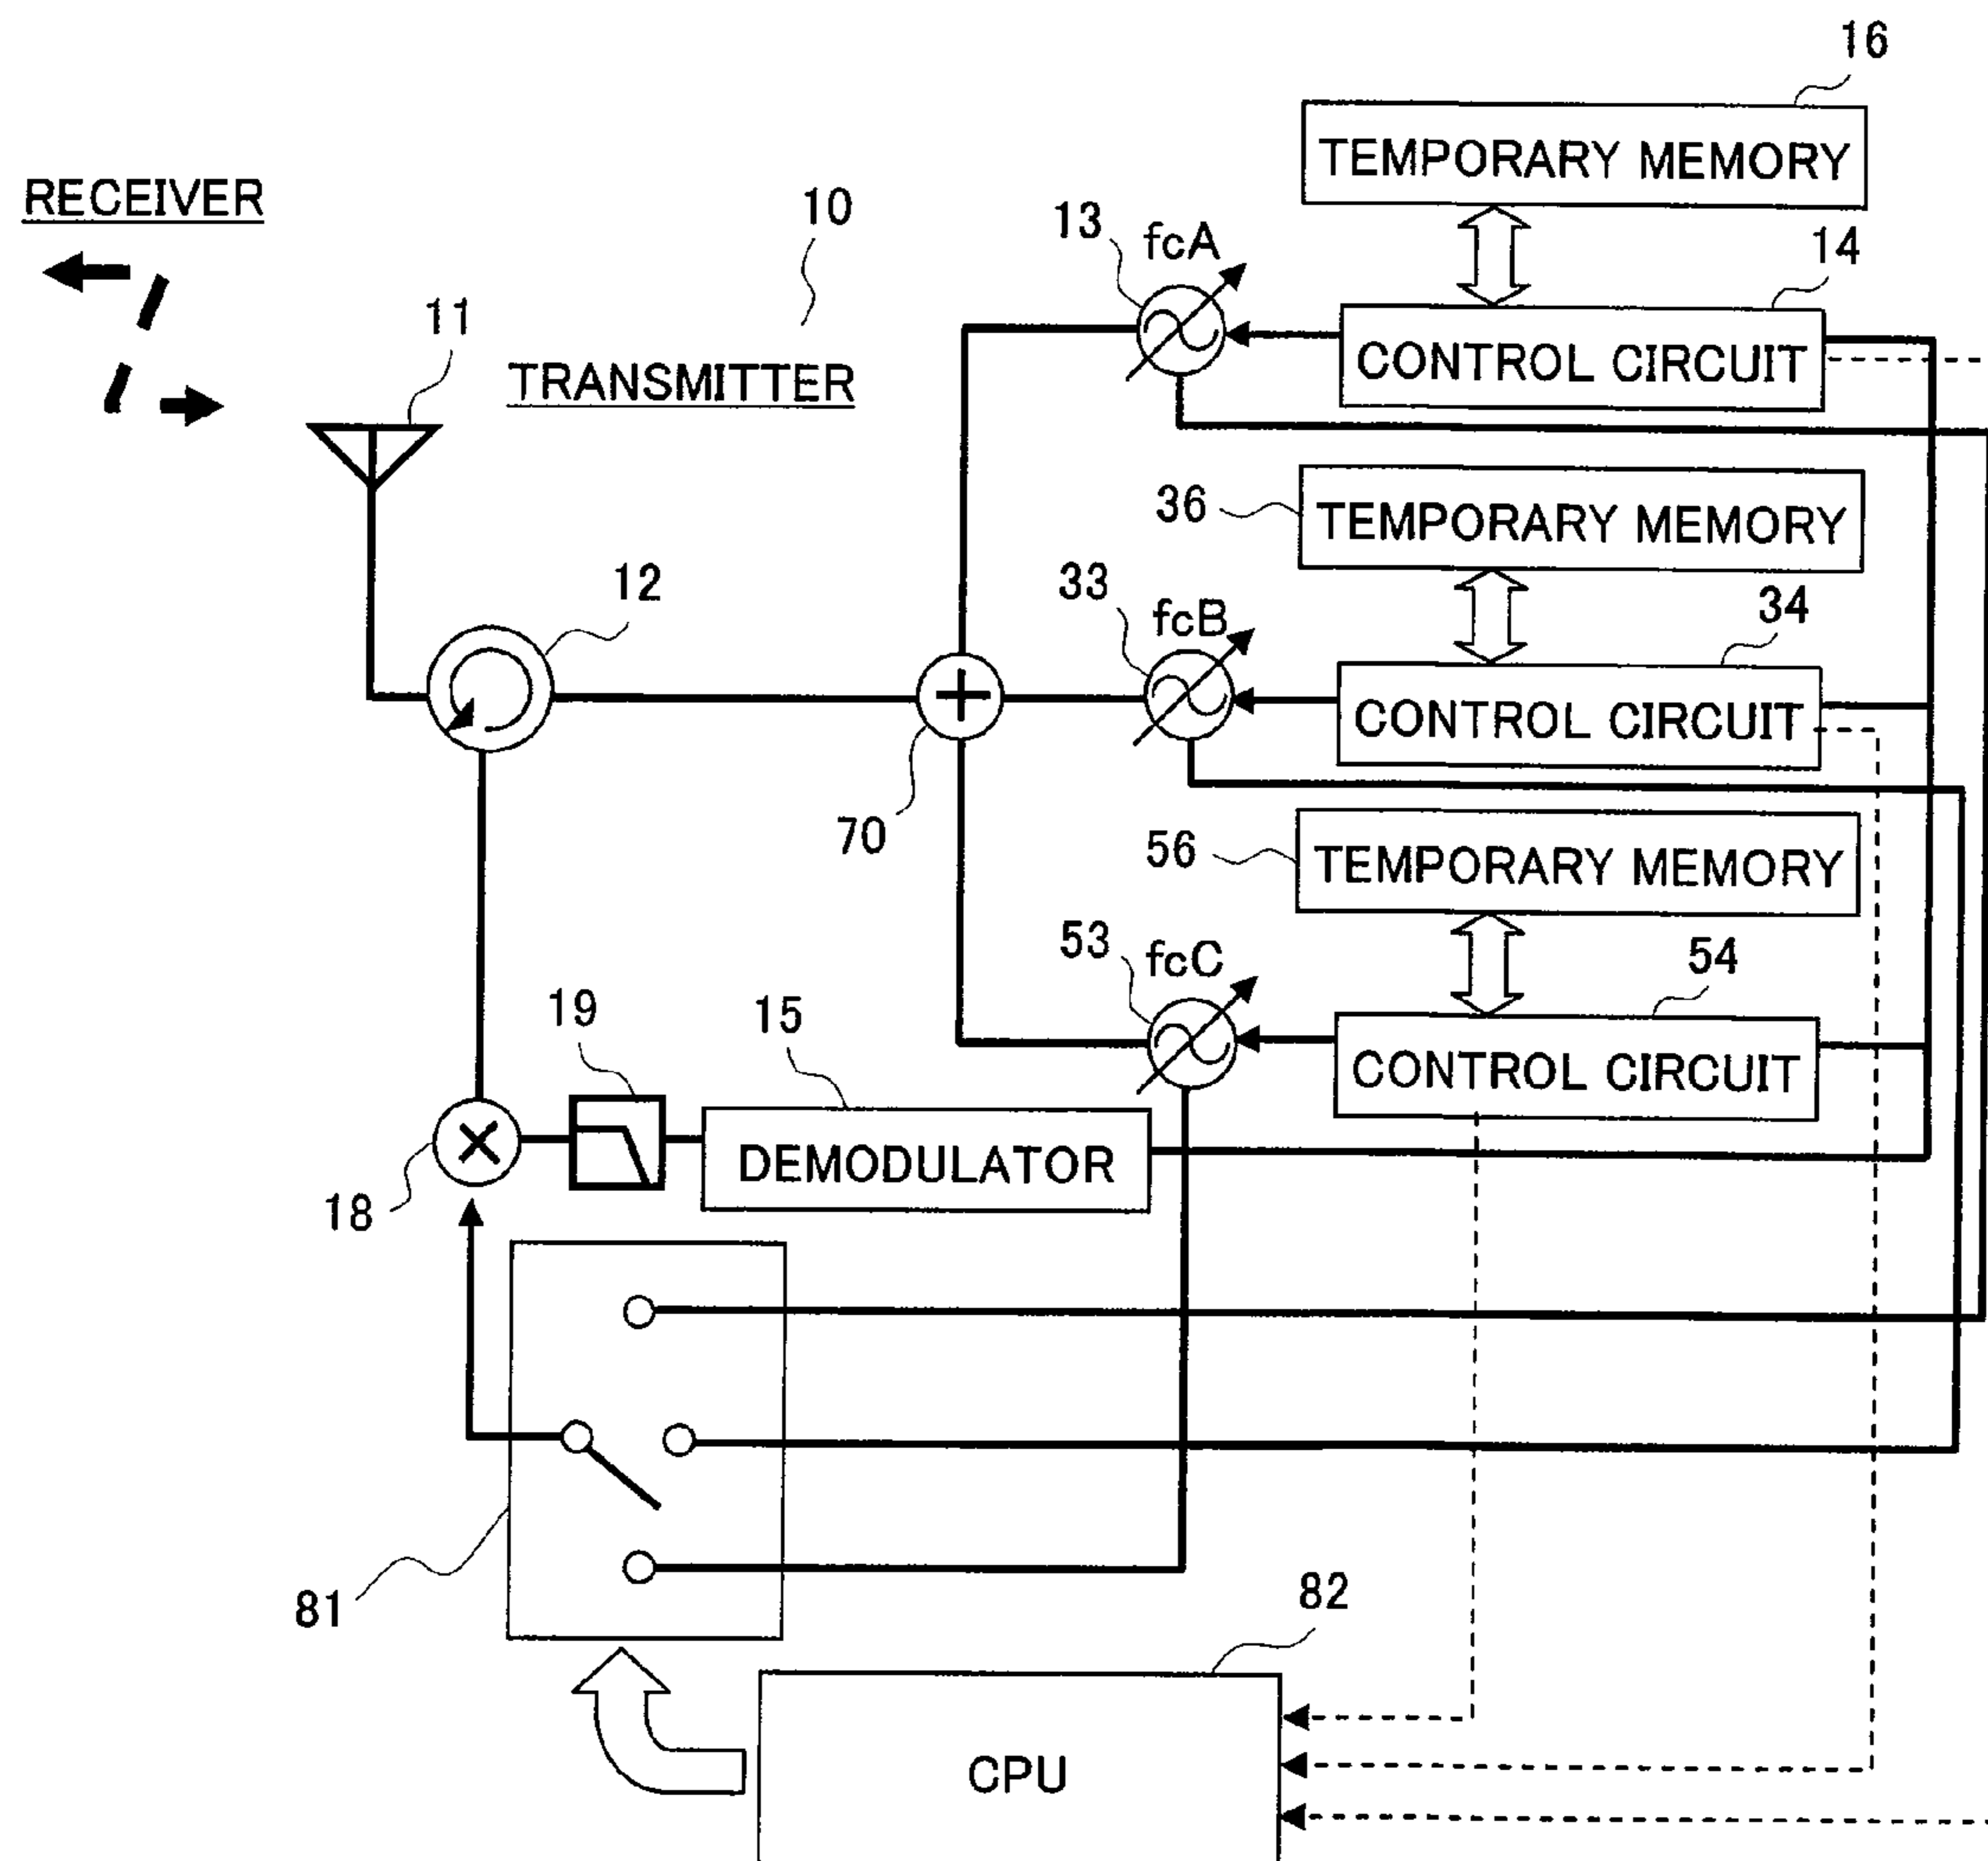 16
TEMPORARY MEMORY
RECEIVER
10
13
fcA
14
CONTROL CIRCUIT
11
TRANSMITTER
36
TEMPORARY MEMORY
12
33
fcB
34
CONTROL CIRCUIT
70
56
TEMPORARY MEMORY
53
fcC
54
CONTROL CIRCUIT
19
15
DEMODULATOR
18
81
82
CPU